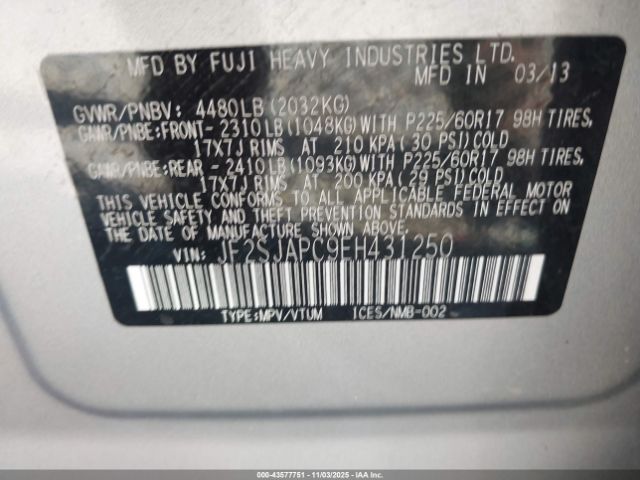 MFD BY FUJI HEAVY INDUSTRIES LTD.
MFD IN 03/13
GVWR/PNBV: 4480LB (2032KG)
GAWR/PNBE:FRONT- 2310LB (1048KG) WITH P225/60R17 98H TIRES,
17X7J RIMS AT 210 KPA (30 PSI) COLD
GAWR/PNBE:REAR - 2410LB (1093KG) WITH P225/60R17 98H TIRES,
17X7J RIMS AT 200 KPA (29 PSI) COLD
THIS VEHICLE CONFORMS TO ALL APPLICABLE FEDERAL MOTOR
VEHICLE SAFETY AND THEFT PREVENTION STANDARDS IN EFFECT ON
THE DATE OF MANUFACTURE SHOWN ABOVE.
VIN: JF2SJAPC9EH431250
TYPE:MPV/VTUM ICES/NMB-002
000-43577751 - 11/03/2025 - IAAI, Inc. - Copyright